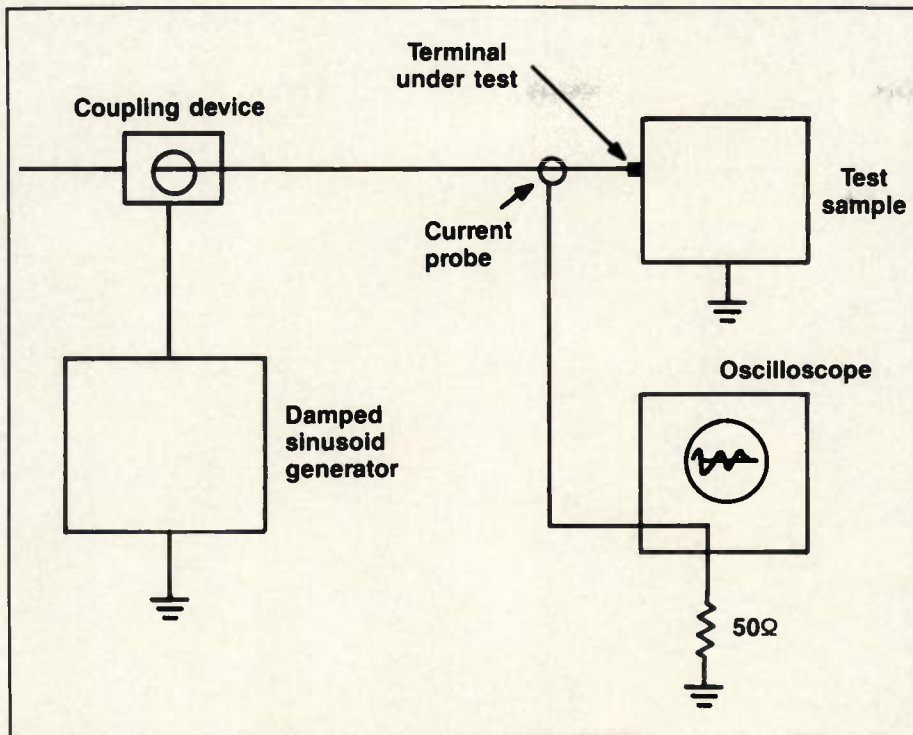 Terminal
under test
Coupling device
Current
probe
Test
sample
Damped
sinusoid
generator
Oscilloscope
50Ω